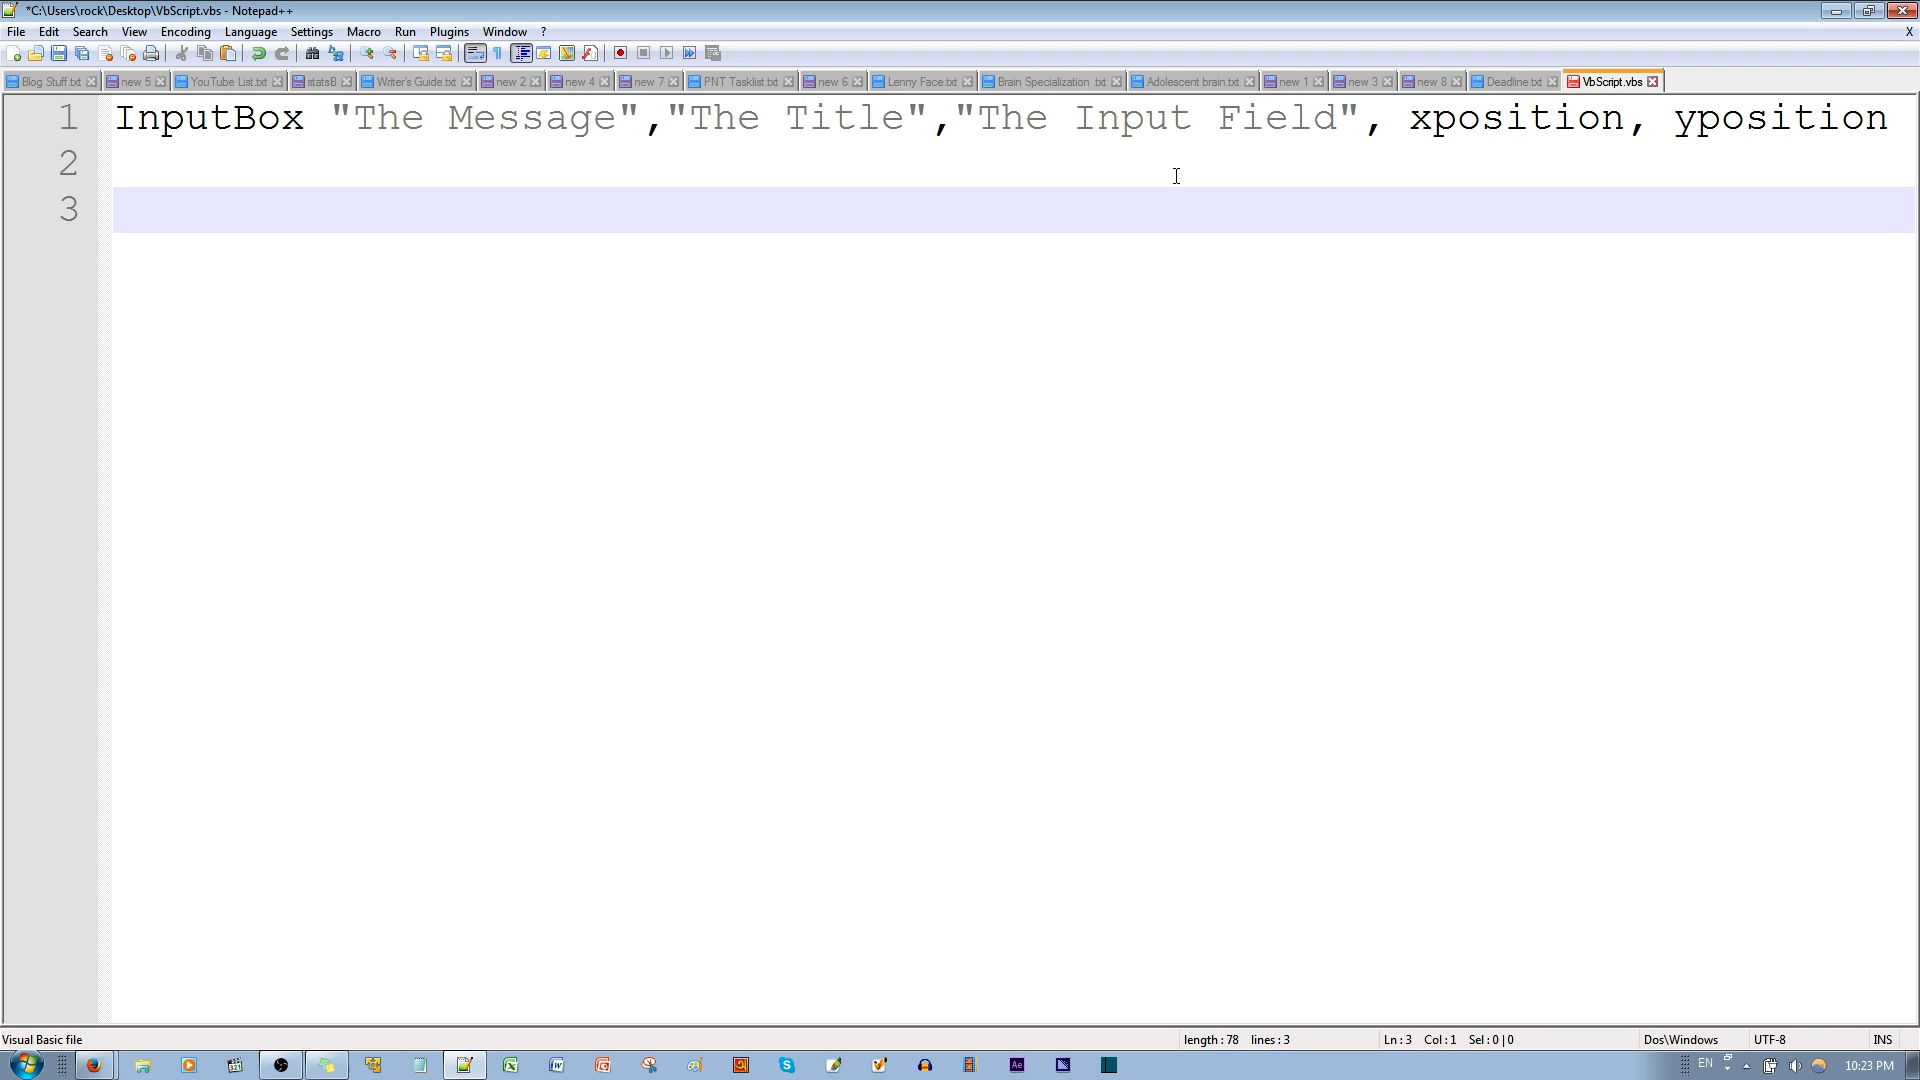 *C:\Users\rock\Desktop\VbScript.vbs - Notepad++
File Edit Search View Encoding Language Settings Macro Run Plugins Window ? X
Blog Stuff.txt new 5 YouTube List.txt statsB Writer's Guide.txt new 2 new 4 new 7 PNT Tasklist.txt new 6 Lenny Face.txt Brain Specialization .txt Adolescent brain.txt new 1 new 3 new 8 Deadline.txt VbScript.vbs
1 InputBox "The Message","The Title","The Input Field", xposition, yposition
2
3
Visual Basic file length : 78 lines : 3 Ln : 3 Col : 1 Sel : 0 | 0 Dos\Windows UTF-8 INS
321 Ae EN 10:23 PM